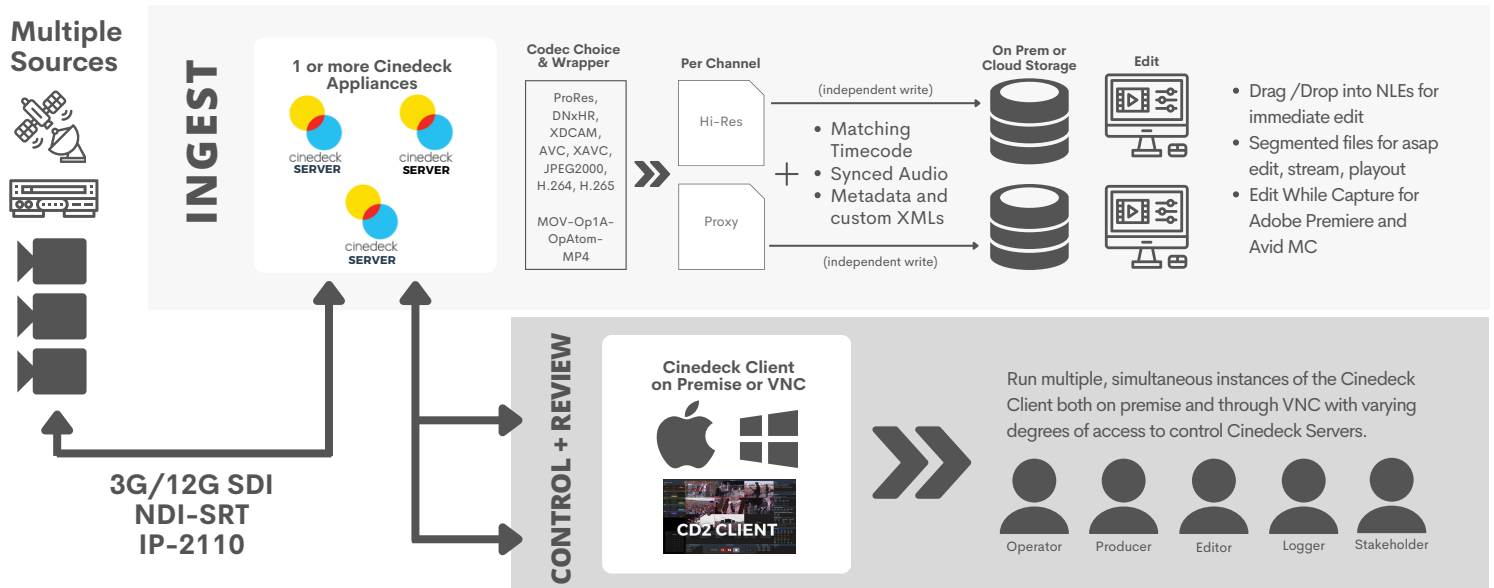 Multiple
Sources
INGEST
1 or more Cinedeck
Appliances
cinedeck
SERVER
cinedeck
SERVER
cinedeck
SERVER
Codec Choice
& Wrapper
ProRes,
DNxHR,
XDCAM,
AVC, XAVC,
JPEG2000,
H.264, H.265
MOV-Op1A-
OpAtom-
MP4
Per Channel
Hi-Res
Proxy
(independent write)
• Matching
Timecode
• Synced Audio
• Metadata and
custom XMLs
(independent write)
On Prem or
Cloud Storage
Edit
• Drag /Drop into NLEs for
immediate edit
• Segmented files for asap
edit, stream, playout
• Edit While Capture for
Adobe Premiere and
Avid MC
3G/12G SDI
NDI-SRT
IP-2110
CONTROL + REVIEW
Cinedeck Client
on Premise or VNC
CD2 CLIENT
Run multiple, simultaneous instances of the Cinedeck
Client both on premise and through VNC with varying
degrees of access to control Cinedeck Servers.
Operator
Producer
Editor
Logger
Stakeholder